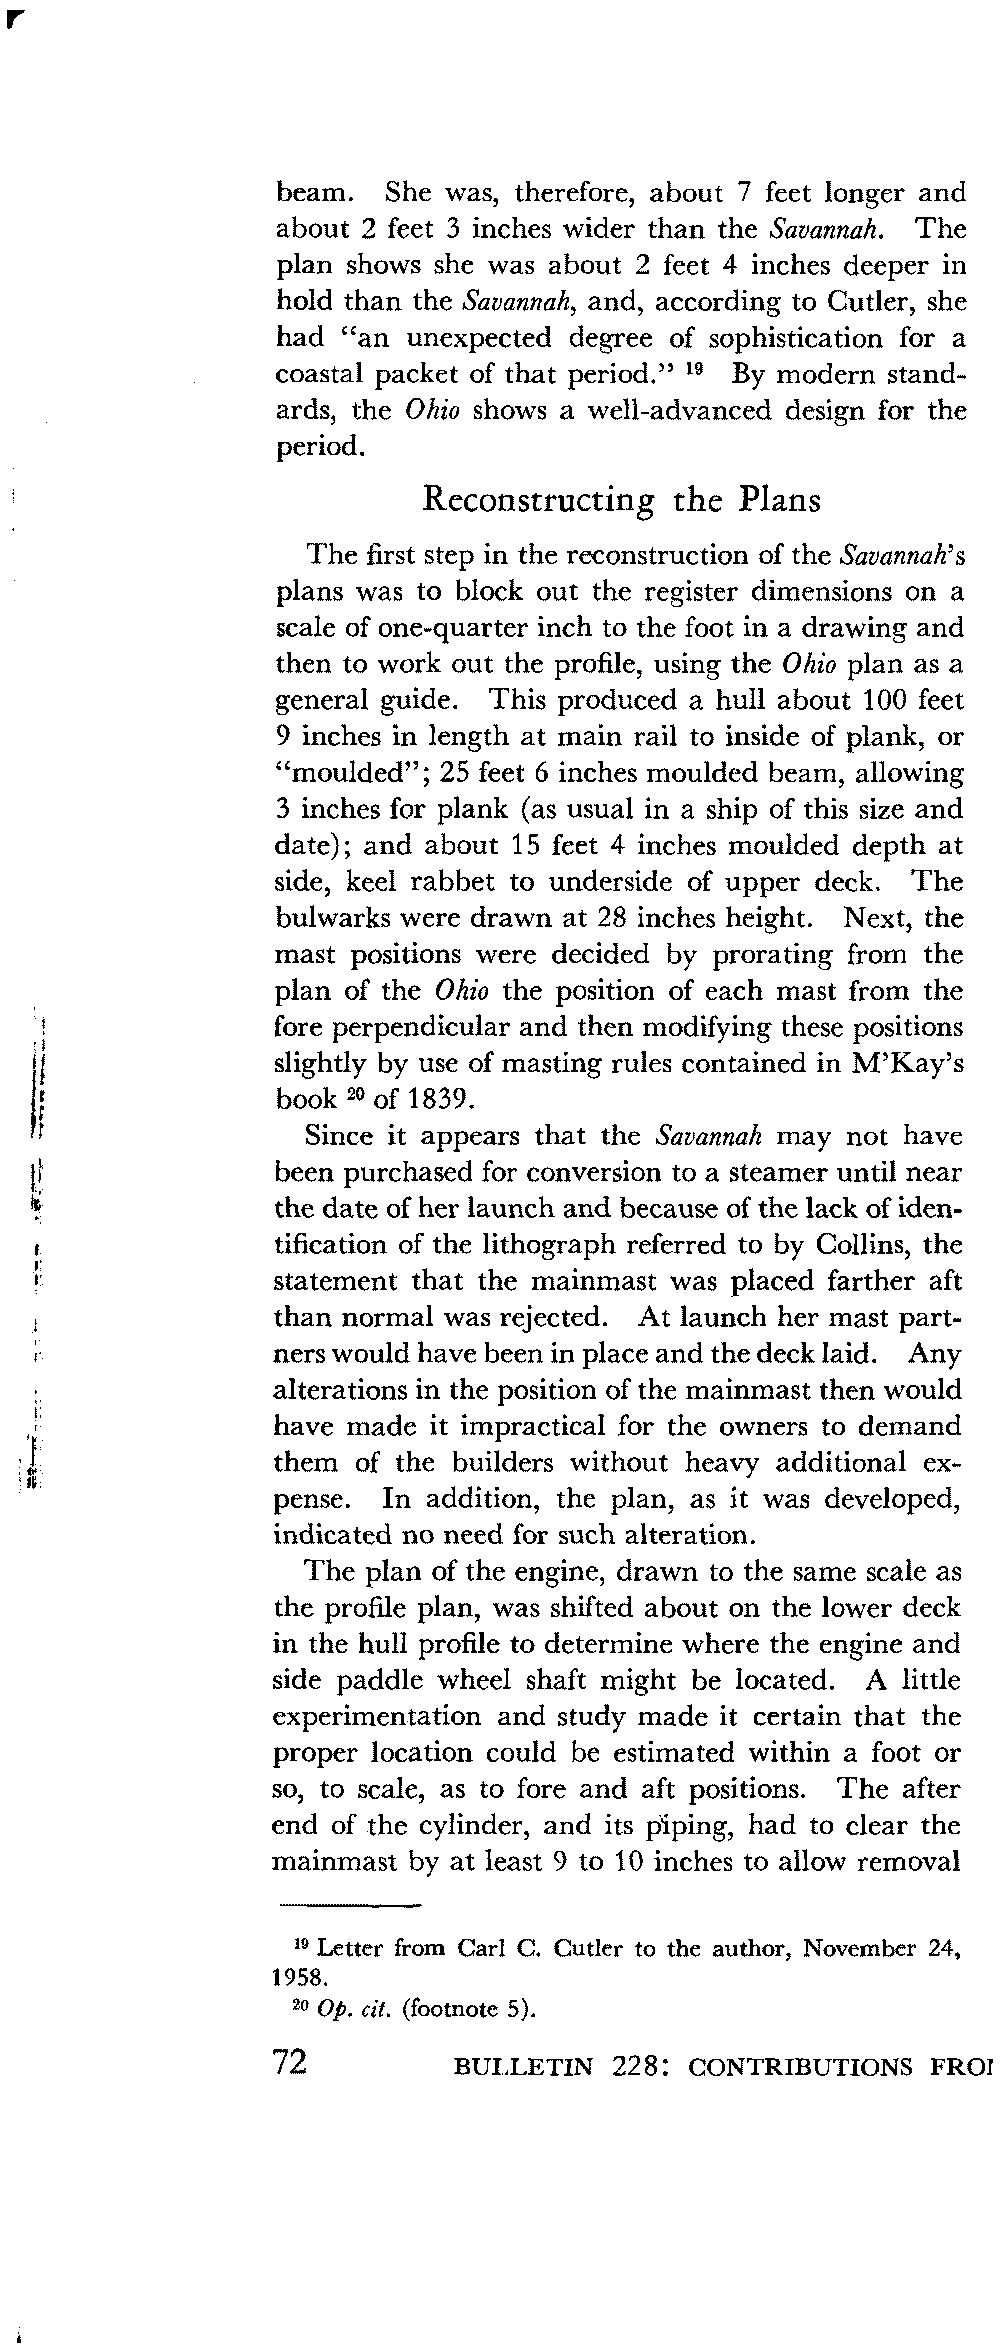 beam. She was, therefore, about 7 feet longer and
about 2 feet 3 inches wider than the Savannah. The
plan shows she was about 2 feet 4 inches deeper in
hold than the Savannah, and, according to Cutler, she
had “an unexpected degree of sophistication for a
coastal packet of that period.” 19 By modern stand-
ards, the Ohio shows a well-advanced design for the
period.
Reconstructing the Plans
The first step in the reconstruction of the Savannah's
plans was to block out the register dimensions on a
scale of one-quarter inch to the foot in a drawing and
then to work out the profile, using the Ohio plan as a
general guide. This produced a hull about 100 feet
9 inches in length at main rail to inside of plank, or
“moulded”; 25 feet 6 inches moulded beam, allowing
3 inches for plank (as usual in a ship of this size and
date); and about 15 feet 4 inches moulded depth at
side, keel rabbet to underside of upper deck. The
bulwarks were drawn at 28 inches height. Next, the
mast positions were decided by prorating from the
plan of the Ohio the position of each mast from the
fore perpendicular and then modifying these positions
slightly by use of masting rules contained in M'Kay's
book 20 of 1839.
Since it appears that the Savannah may not have
been purchased for conversion to a steamer until near
the date of her launch and because of the lack of iden-
tification of the lithograph referred to by Collins, the
statement that the mainmast was placed farther aft
than normal was rejected. At launch her mast part-
ners would have been in place and the deck laid. Any
alterations in the position of the mainmast then would
have made it impractical for the owners to demand
them of the builders without heavy additional ex-
pense. In addition, the plan, as it was developed,
indicated no need for such alteration.
The plan of the engine, drawn to the same scale as
the profile plan, was shifted about on the lower deck
in the hull profile to determine where the engine and
side paddle wheel shaft might be located. A little
experimentation and study made it certain that the
proper location could be estimated within a foot or
so, to scale, as to fore and aft positions. The after
end of the cylinder, and its piping, had to clear the
mainmast by at least 9 to 10 inches to allow removal
19 Letter from Carl C. Cutler to the author, November 24,
1958.
20 Op. cit. (footnote 5).
72 BULLETIN 228: CONTRIBUTIONS FROM